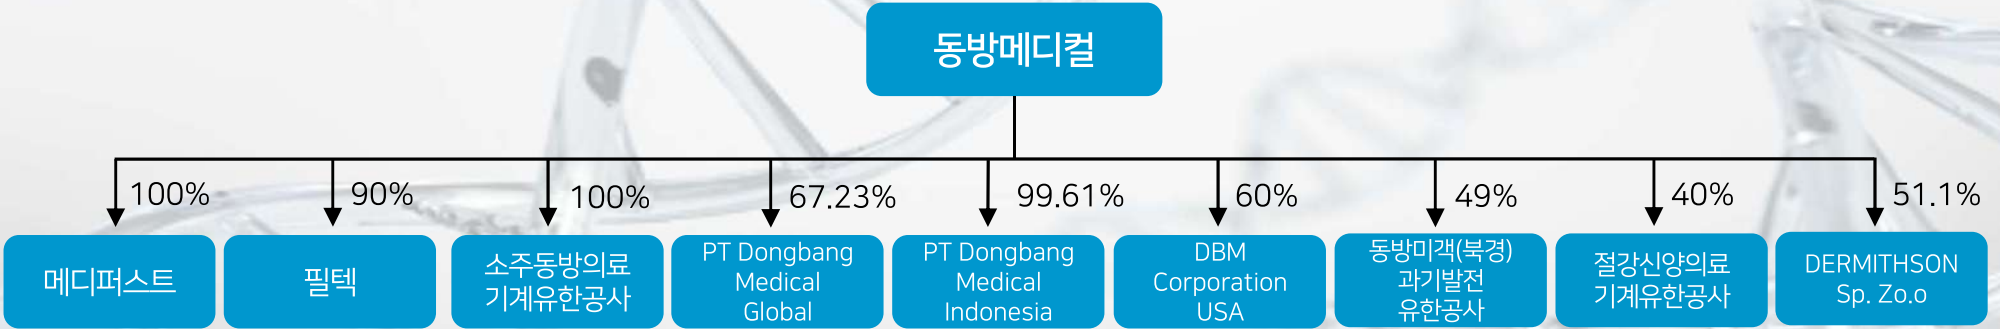 동방메디컬
100%
90%
100%
67.23%
99.61%
60%
49%
40%
51.1%
메디퍼스트
필텍
소주동방의료
기계유한공사
PT Dongbang
Medical
Global
PT Dongbang
Medical
Indonesia
DBM
Corporation
USA
동방미객(북경)
과기발전
유한공사
절강신양의료
기계유한공사
DERMITHSON
Sp. Zo.o